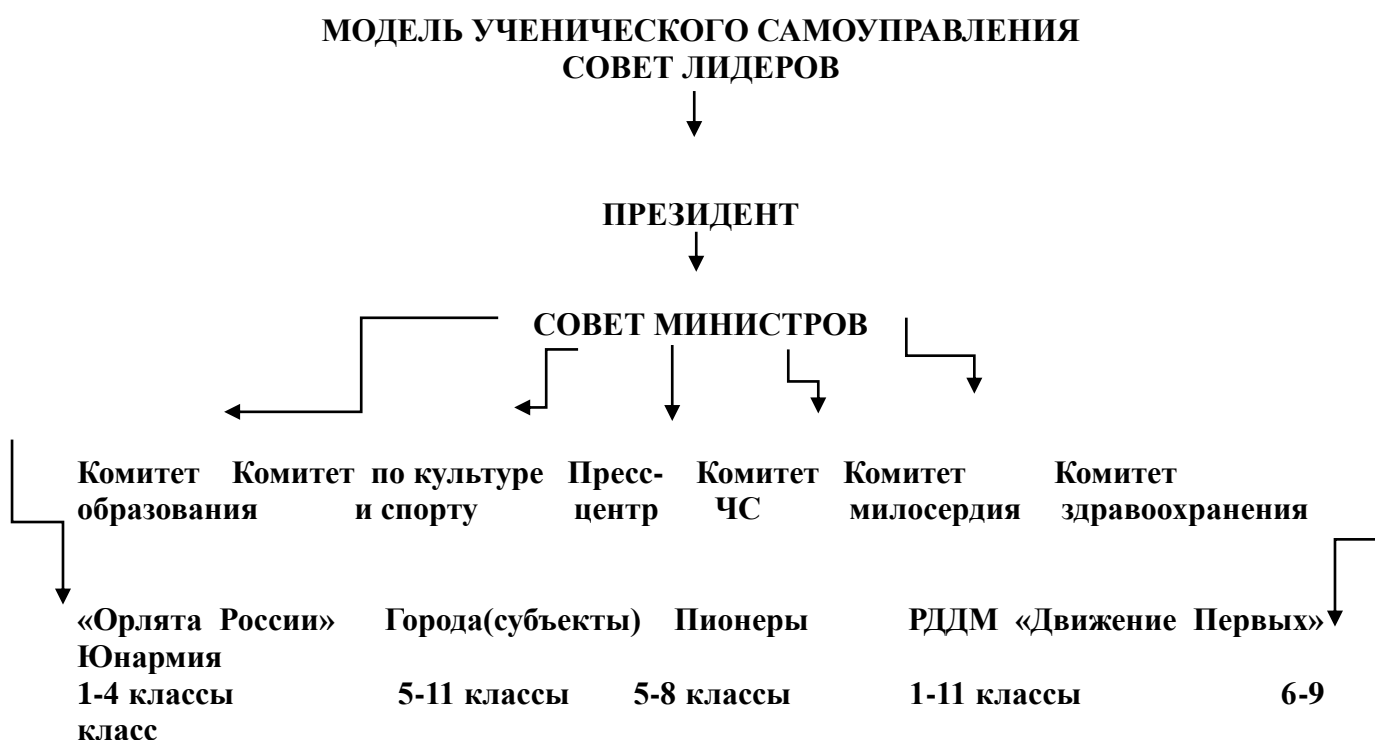 МОДЕЛЬ УЧЕНИЧЕСКОГО САМОУПРАВЛЕНИЯ
СОВЕТ ЛИДЕРОВ
ПРЕЗИДЕНТ
СОВЕТ МИНИСТРОВ
Комитет Комитет по культуре Пресс- Комитет Комитет Комитет
образования и спорту центр ЧС милосердия здравоохранения
«Орлята России» Города(субъекты) Пионеры РДДМ «Движение Первых»
Юнармия
1-4 классы 5-11 классы 5-8 классы 1-11 классы 6-9
класс